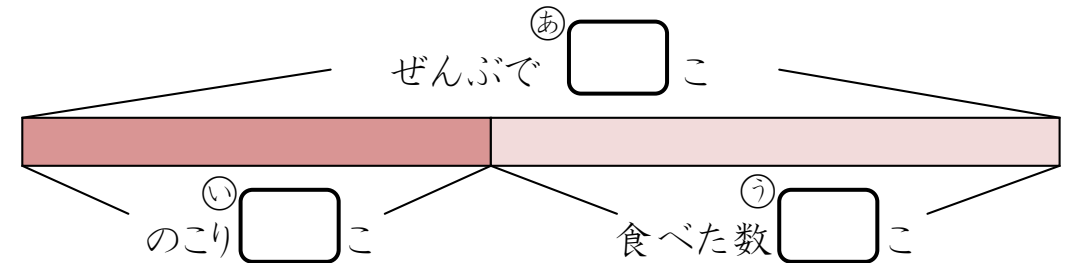 あ
ぜんぶで こ
い う
のこり こ 食べた数 こ